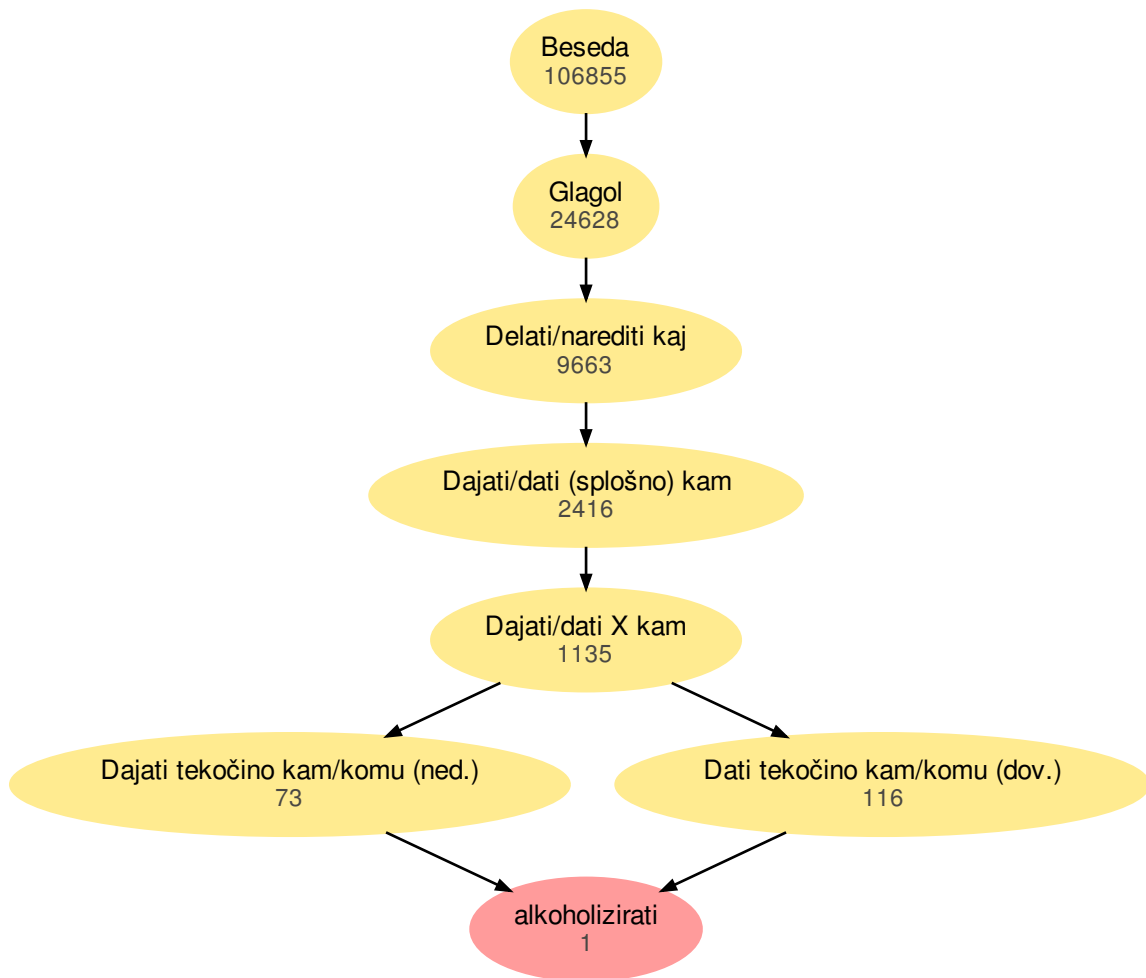 Beseda
106855
Glagol
24628
Delati/narediti kaj
9663
Dajati/dati (splošno) kam
2416
Dajati/dati X kam
1135
Dajati tekočino kam/komu (ned.)
73
Dati tekočino kam/komu (dov.)
116
alkoholizirati
1